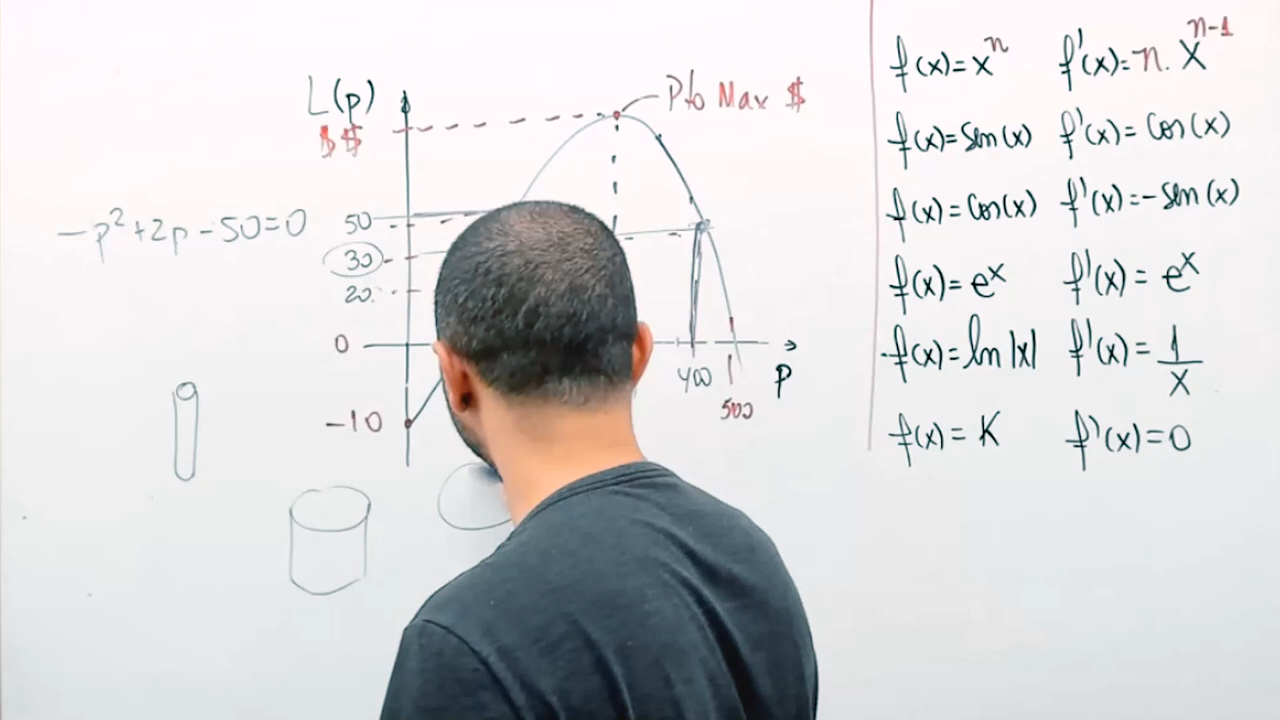 L(p)
$$
Pto Max $
-p²+2p-50=0
50
30
20
0
-10
400
500
p
f(x)=xⁿ f'(x)=n.xⁿ⁻¹
f(x)=Sen(x) f'(x)=Cos(x)
f(x)=Cos(x) f'(x)=-Sen(x)
f(x)=eˣ f'(x)=eˣ
f(x)=ln|x| f'(x)=1/x
f(x)=K f'(x)=0